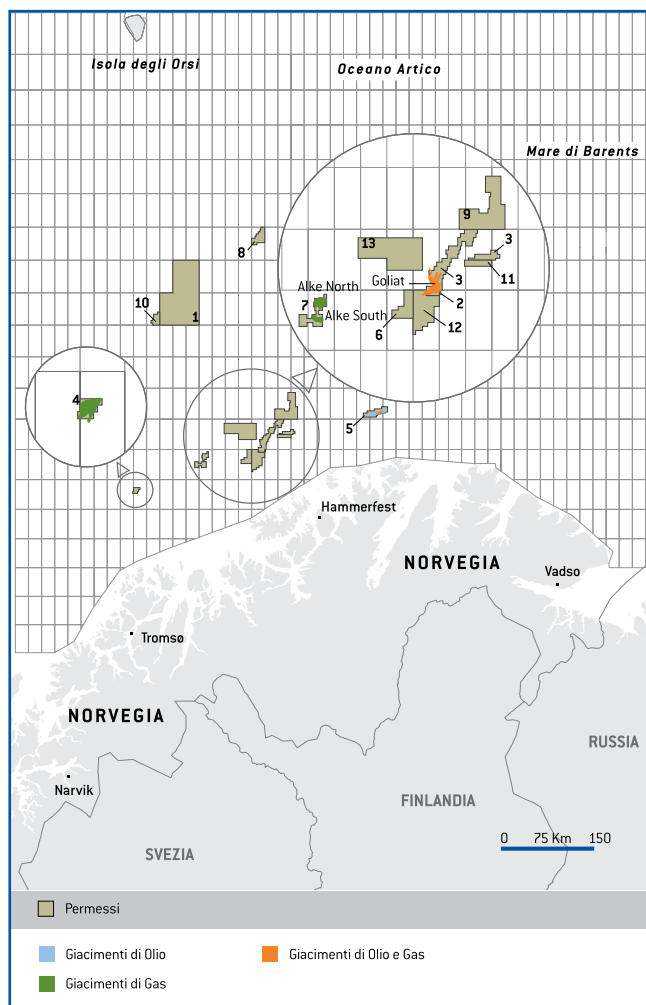 Isola degli Orsi
Oceano Artico
Mare di Barents
9
8
13
3
3
11
Goliat
Alke North
7
2
10
1
Alke South
6
12
4
5
Hammerfest
NORVEGIA
Vadso
Tromsø
NORVEGIA
RUSSIA
Narvik
FINLANDIA
0 75 Km 150
SVEZIA
Permessi
Giacimenti di Olio
Giacimenti di Olio e Gas
Giacimenti di Gas